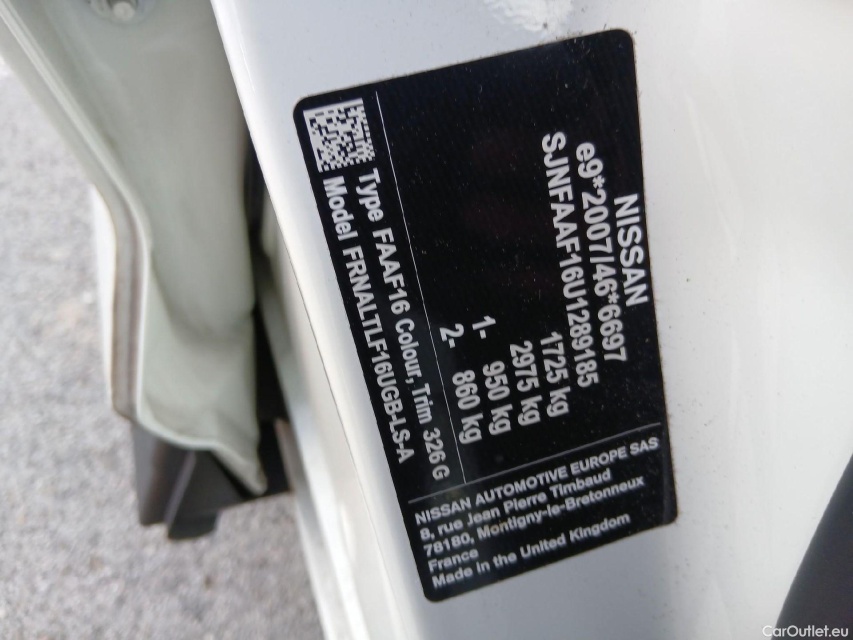 NISSAN
e9*2007/46*6697
SJNFAAF16U1289185
1725 kg
2975 kg
1- 950 kg
2- 860 kg
Type FAAF16 Colour, Trim 326 G
Model FRNALTLF16UGB-LS-A
NISSAN AUTOMOTIVE EUROPE SAS
8, rue Jean Pierre Timbaud
78180, Montigny-le-Bretonneux
France
Made in the United Kingdom
CarOutlet.eu